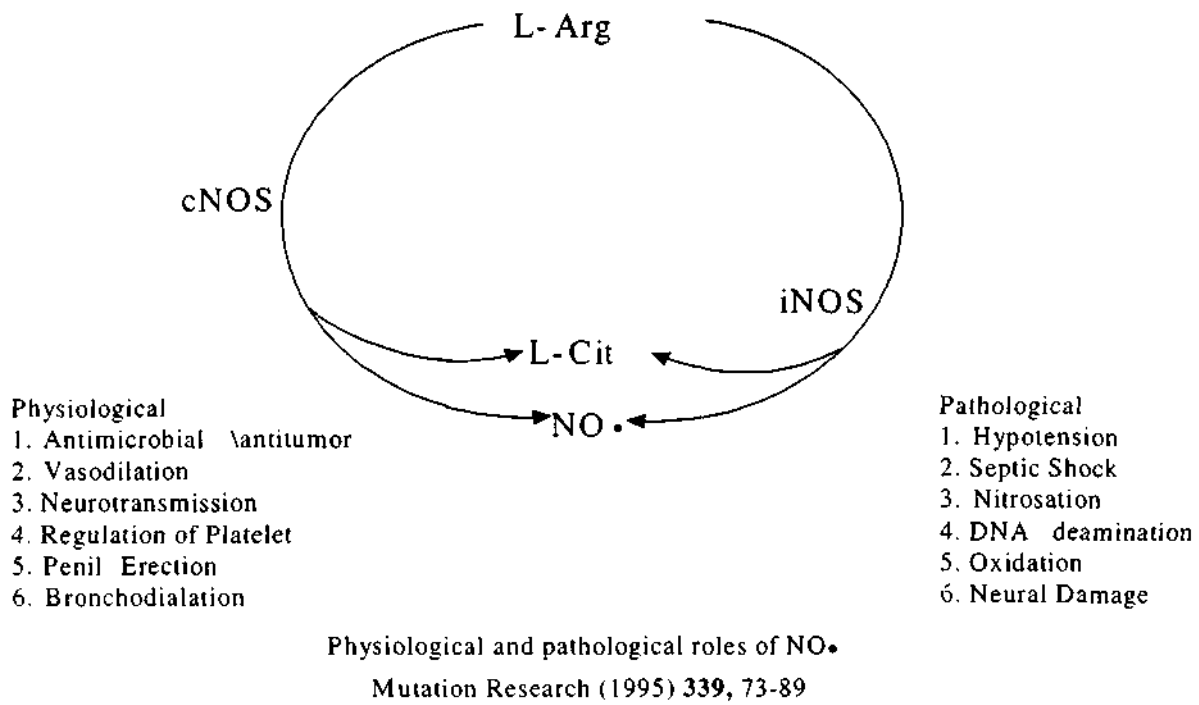 L-Arg
cNOS
iNOS
L-Cit
NO •
Physiological
1. Antimicrobial \antitumor
2. Vasodilation
3. Neurotransmission
4. Regulation of Platelet
5. Penil Erection
6. Bronchodialation
Pathological
1. Hypotension
2. Septic Shock
3. Nitrosation
4. DNA deamination
5. Oxidation
6. Neural Damage
Physiological and pathological roles of NO•
Mutation Research (1995) 339, 73-89